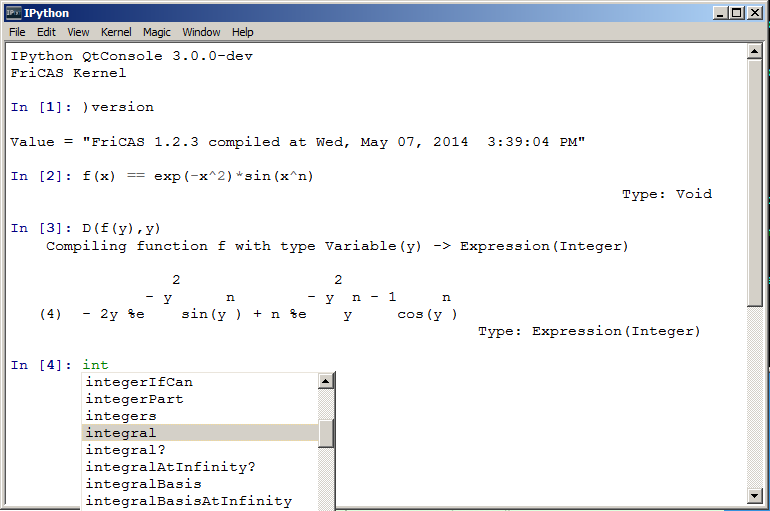 IP[y]: IPython
File Edit View Kernel Magic Window Help
IPython QtConsole 3.0.0-dev
FriCAS Kernel
In [1]: )version
Value = "FriCAS 1.2.3 compiled at Wed, May 07, 2014  3:39:04 PM"
In [2]: f(x) == exp(-x^2)*sin(x^n)
Type: Void
In [3]: D(f(y),y)
Compiling function f with type Variable(y) -> Expression(Integer)
2                  2
- y       n         - y  n - 1      n
(4)  - 2y %e     sin(y ) + n %e     y      cos(y )
Type: Expression(Integer)
In [4]: int
integerIfCan
integerPart
integers
integral
integral?
integralAtInfinity?
integralBasis
integralBasisAtInfinity